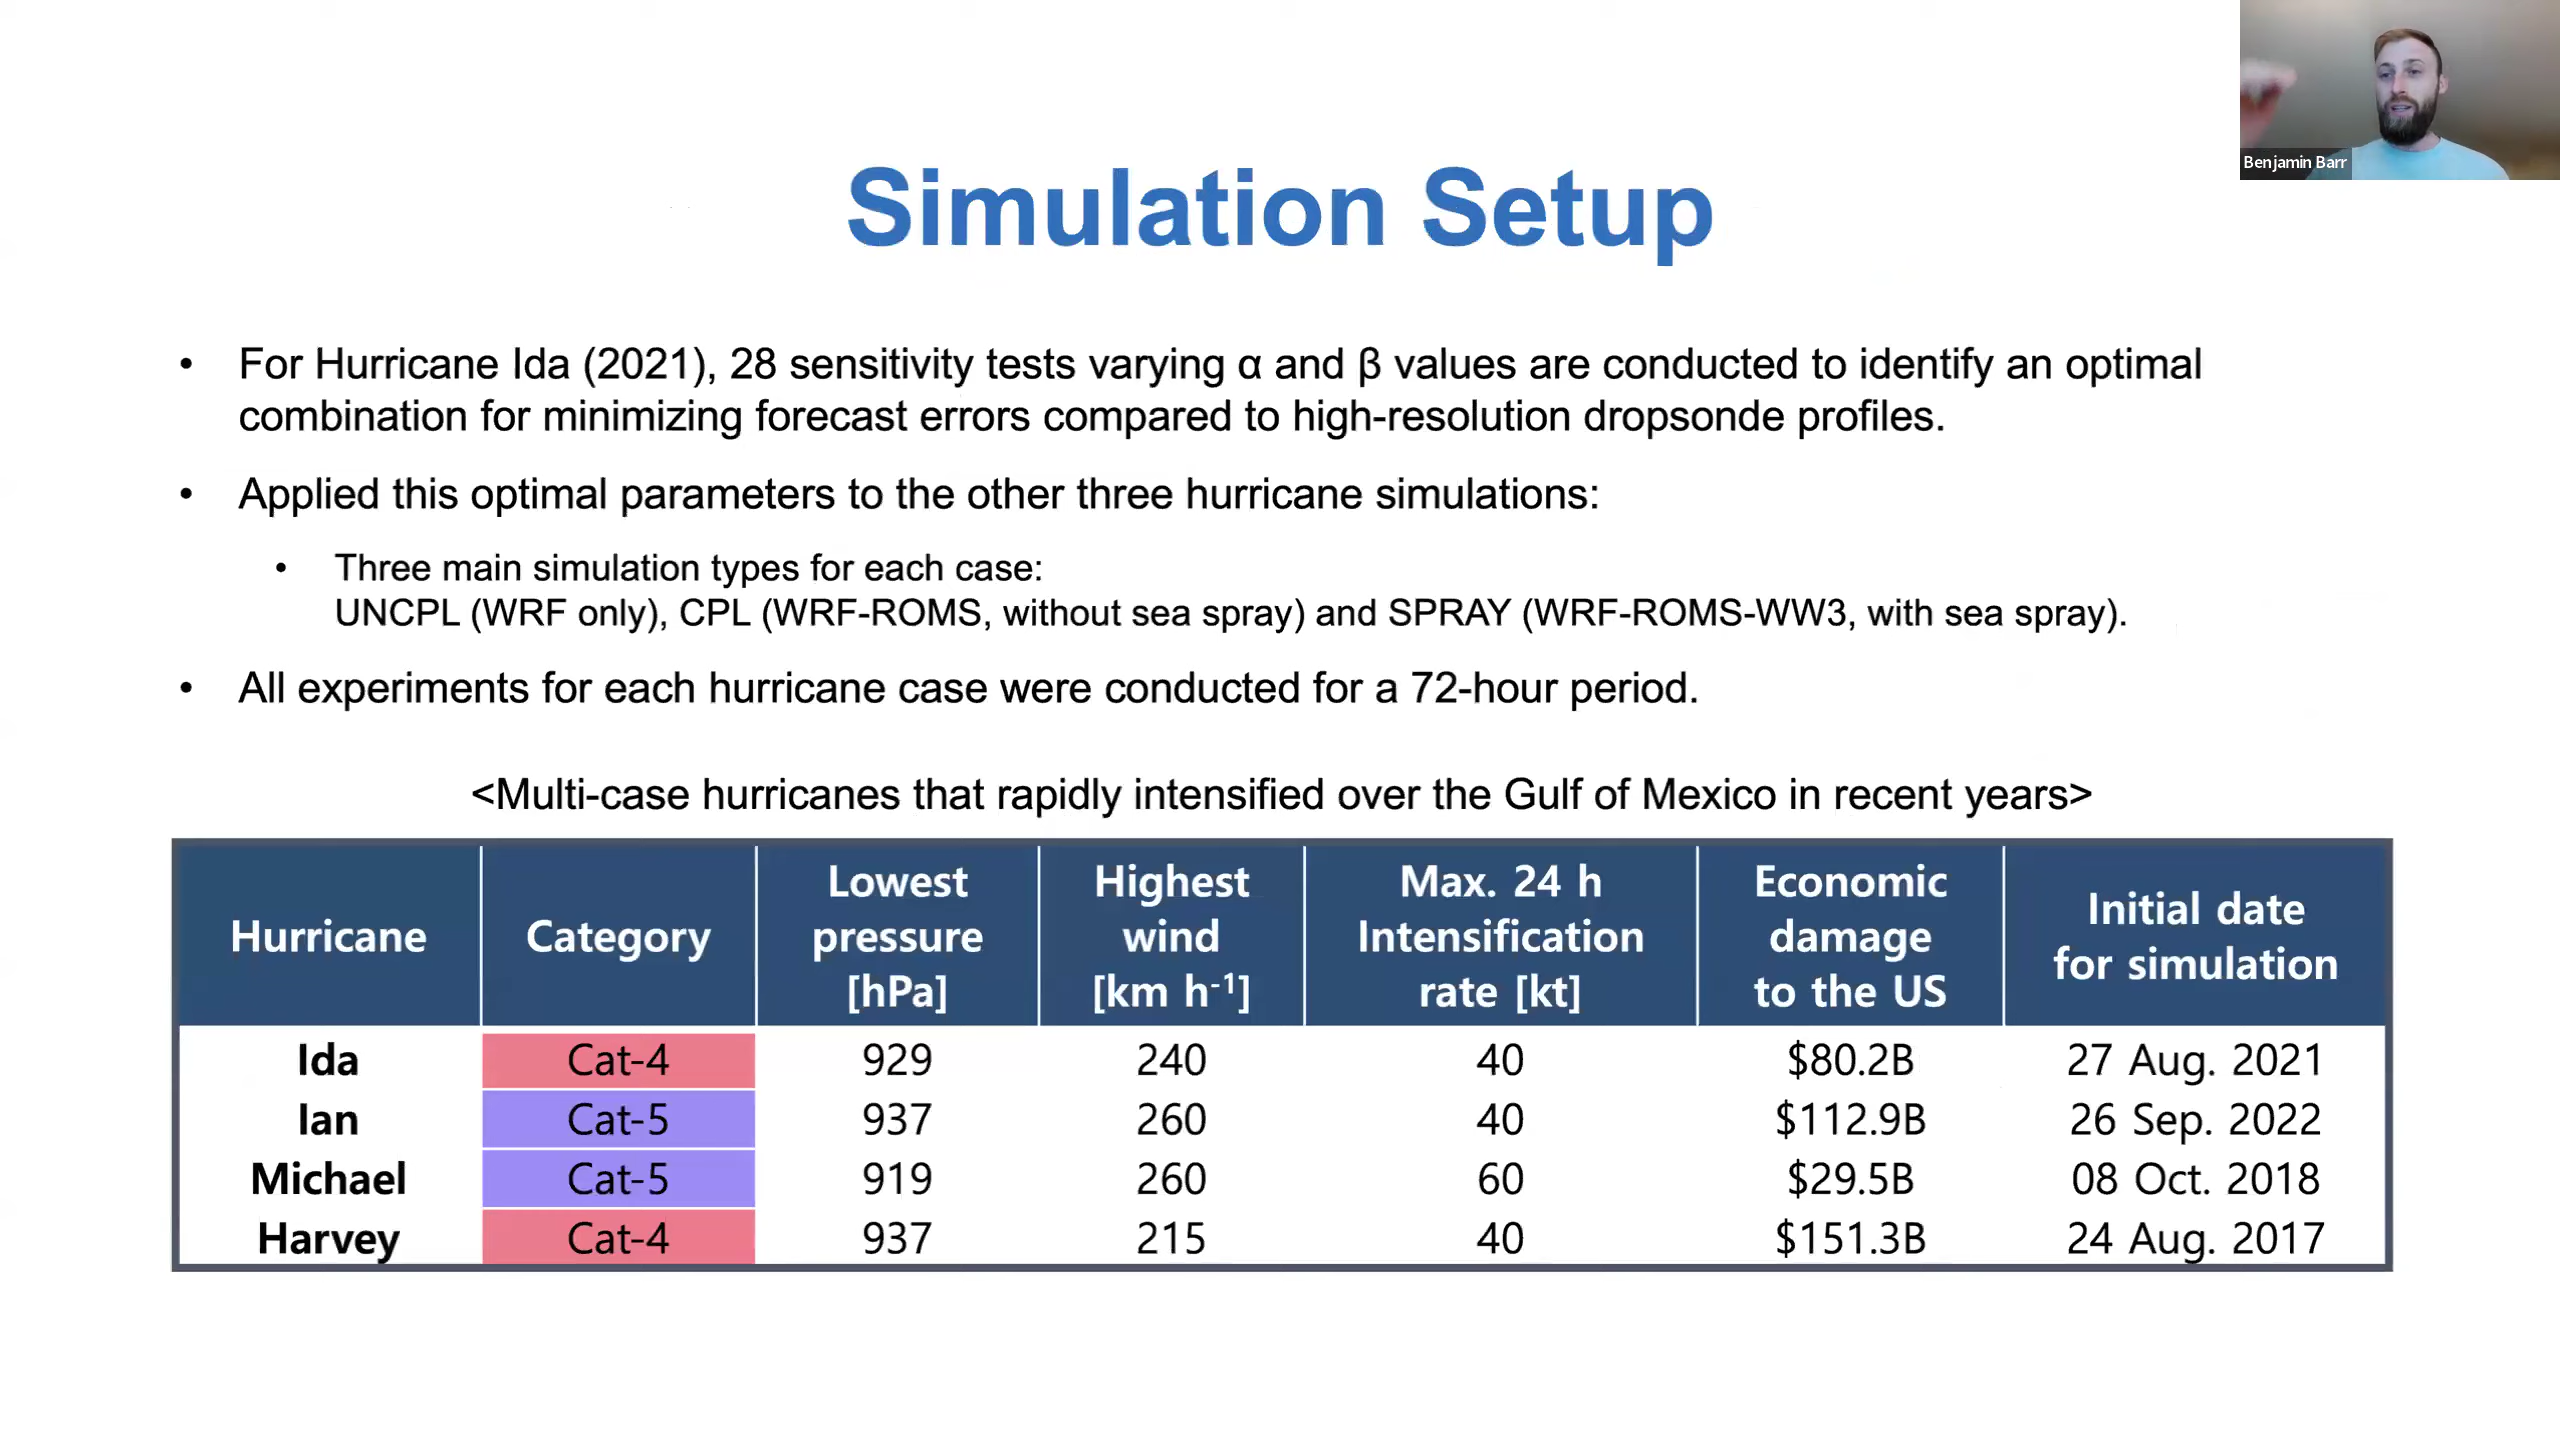 Benjamin Barr
Simulation Setup
• For Hurricane Ida (2021), 28 sensitivity tests varying α and β values are conducted to identify an optimal
combination for minimizing forecast errors compared to high-resolution dropsonde profiles.
• Applied this optimal parameters to the other three hurricane simulations:
• Three main simulation types for each case:
UNCPL (WRF only), CPL (WRF-ROMS, without sea spray) and SPRAY (WRF-ROMS-WW3, with sea spray).
• All experiments for each hurricane case were conducted for a 72-hour period.
<Multi-case hurricanes that rapidly intensified over the Gulf of Mexico in recent years>
Hurricane
Category
Lowest
pressure
[hPa]
Highest
wind
[km h⁻¹]
Max. 24 h
Intensification
rate [kt]
Economic
damage
to the US
Initial date
for simulation
Ida Cat-4 929 240 40 $80.2B 27 Aug. 2021
Ian Cat-5 937 260 40 $112.9B 26 Sep. 2022
Michael Cat-5 919 260 60 $29.5B 08 Oct. 2018
Harvey Cat-4 937 215 40 $151.3B 24 Aug. 2017